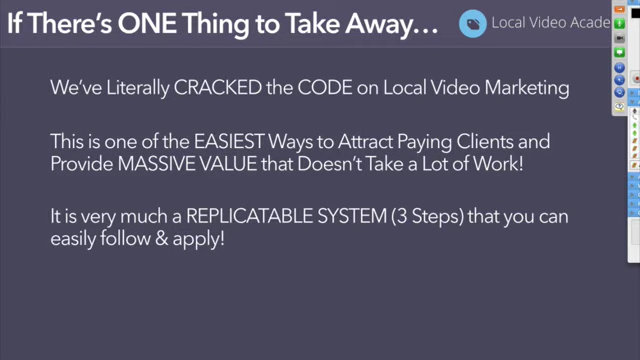 If There's ONE Thing to Take Away…
Local Video Acade
We've Literally CRACKED the CODE on Local Video Marketing
This is one of the EASIEST Ways to Attract Paying Clients and
Provide MASSIVE VALUE that Doesn't Take a Lot of Work!
It is very much a REPLICATABLE SYSTEM (3 Steps) that you can
easily follow & apply!